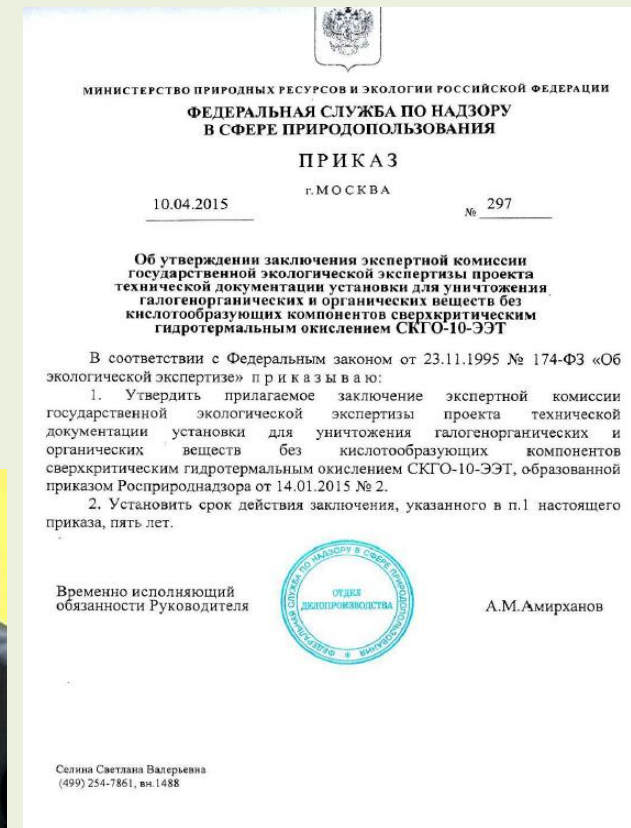 МИНИСТЕРСТВО ПРИРОДНЫХ РЕСУРСОВ И ЭКОЛОГИИ РОССИЙСКОЙ ФЕДЕРАЦИИ
ФЕДЕРАЛЬНАЯ СЛУЖБА ПО НАДЗОРУ
В СФЕРЕ ПРИРОДОПОЛЬЗОВАНИЯ
ПРИКАЗ
г.МОСКВА
10.04.2015 № 297
Об утверждении заключения экспертной комиссии
государственной экологической экспертизы проекта
технической документации установки для уничтожения
галогенорганических и органических веществ без
кислотообразующих компонентов сверхкритическим
гидротермальным окислением СКГО-10-ЭЭТ
В соответствии с Федеральным законом от 23.11.1995 № 174-ФЗ «Об
экологической экспертизе» п р и к а з ы в а ю:
1. Утвердить прилагаемое заключение экспертной комиссии
государственной экологической экспертизы проекта технической
документации установки для уничтожения галогенорганических и
органических веществ без кислотообразующих компонентов
сверхкритическим гидротермальным окислением СКГО-10-ЭЭТ, образованной
приказом Росприроднадзора от 14.01.2015 № 2.
2. Установить срок действия заключения, указанного в п.1 настоящего
приказа, пять лет.
Временно исполняющий
обязанности Руководителя
ФЕДЕРАЛЬНАЯ СЛУЖБА ПО НАДЗОРУ В СФЕРЕ ПРИРОДОПОЛЬЗОВАНИЯ
ОТДЕЛ
ДЕЛОПРОИЗВОДСТВА
А.М.Амирханов
Селина Светлана Валерьевна
(499) 254-7861, вн.1488